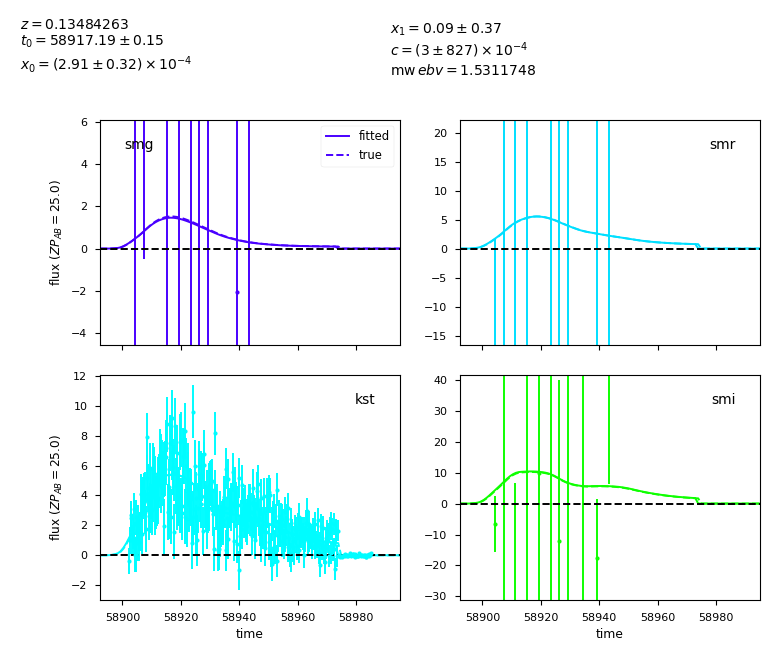 z = 0.13484263
t₀ = 58917.19 ± 0.15
x₀ = (2.91 ± 0.32) × 10⁻⁴
x₁ = 0.09 ± 0.37
c = (3 ± 827) × 10⁻⁴
mw ebv = 1.5311748
6
4
2
0
−2
−4
flux (ZP_AB = 25.0)
smg
fitted
true
20
15
10
5
0
−5
−10
−15
smr
12
10
8
6
4
2
0
−2
flux (ZP_AB = 25.0)
kst
58900 58920 58940 58960 58980
time
40
30
20
10
0
−10
−20
−30
smi
58900 58920 58940 58960 58980
time